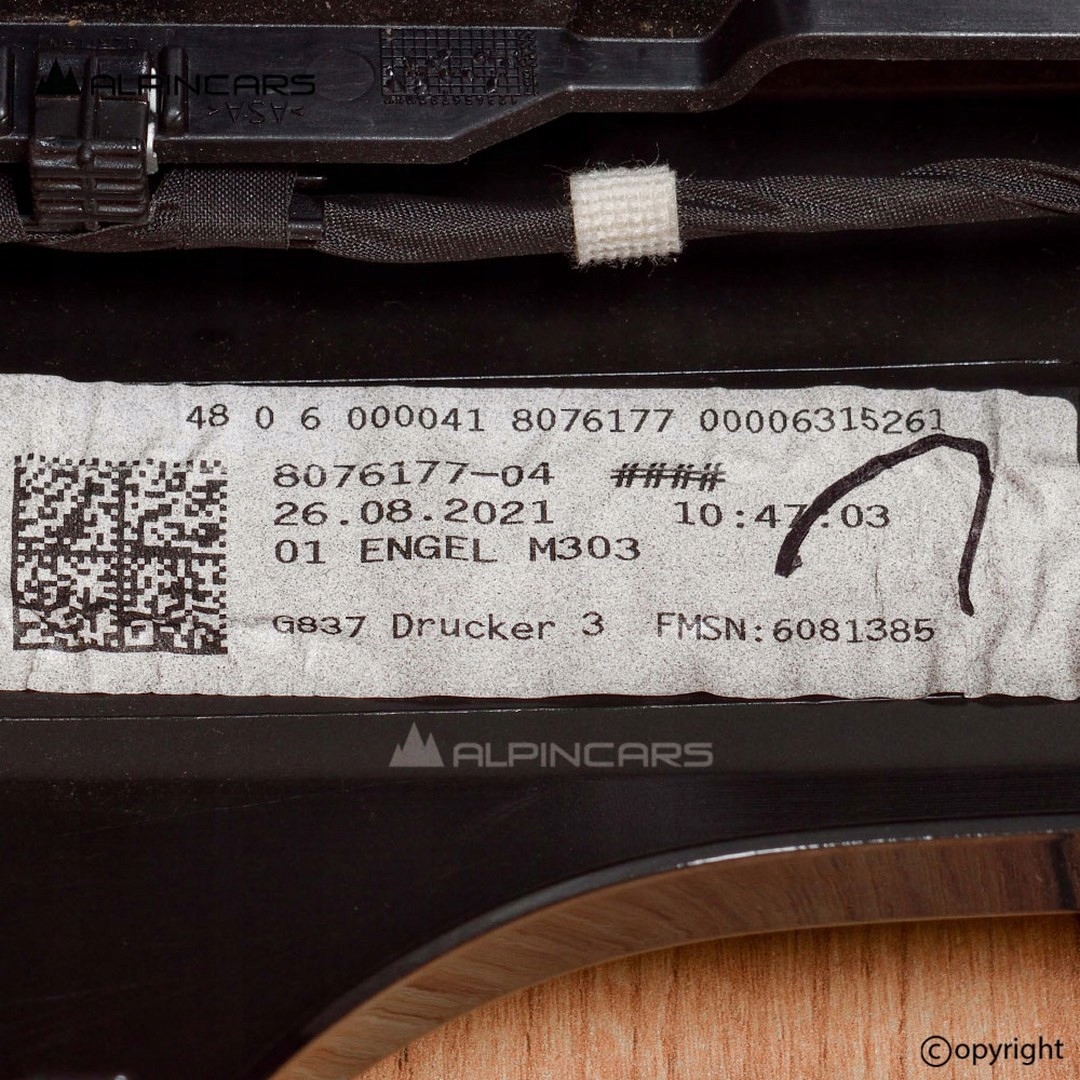 ALPINCARS
>ASA<
48 0 6 000041 8076177 00006315261
8076177-04 ####
26.08.2021 10:47:03
01 ENGEL M303
G837 Drucker 3 FMSN:6081385
ALPINCARS
©opyright